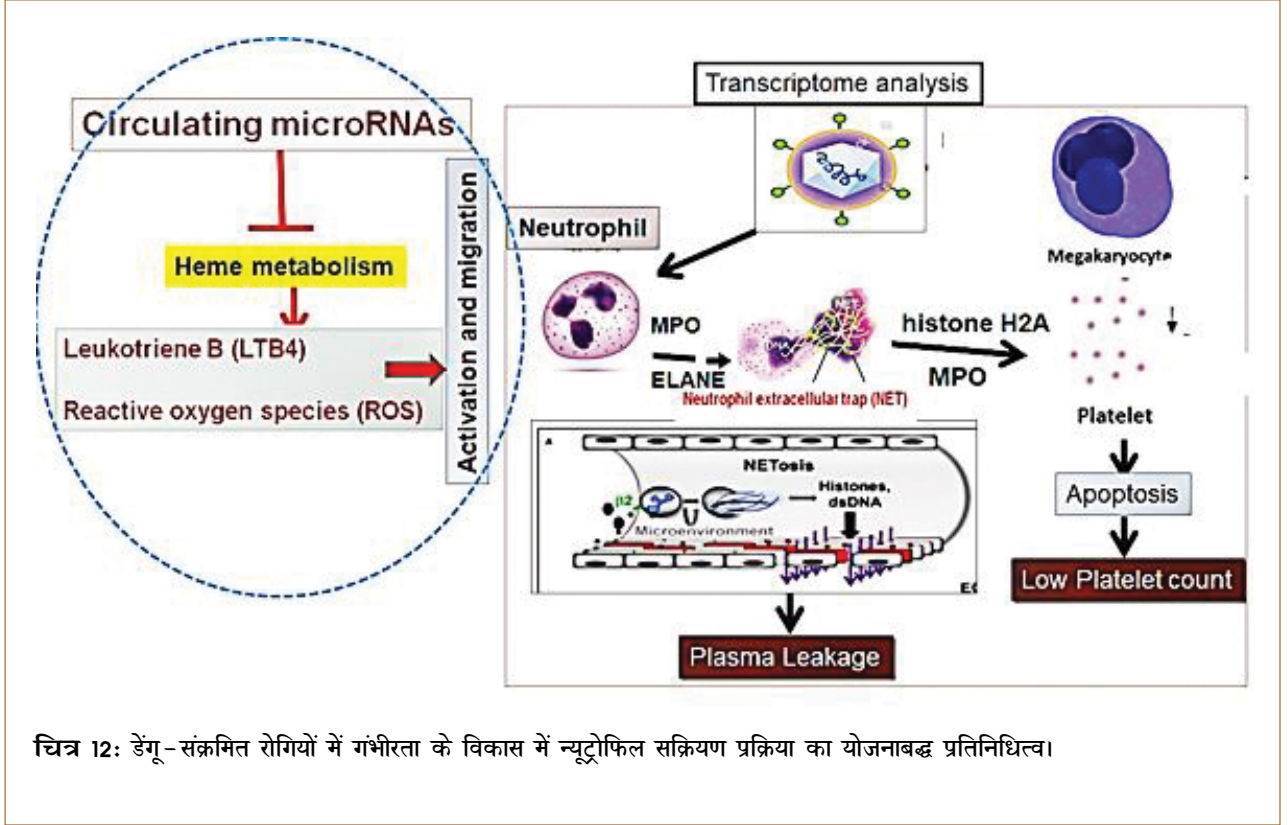 Transcriptome analysis
Circulating microRNAs
Heme metabolism
Leukotriene B (LTB4)
Reactive oxygen species (ROS)
Activation and migration
Neutrophil
MPO
ELANE
Neutrophil extracellular trap (NET)
histone H2A
MPO
Megakaryocyte
Platelet
Apoptosis
Low Platelet count
A
NETosis
Histones,
dsDNA
β2
Microenvironment
Plasma Leakage
चित्र 12: डेंगू-संक्रमित रोगियों में गंभीरता के विकास में न्यूट्रोफिल सक्रियण प्रक्रिया का योजनाबद्ध प्रतिनिधित्व।